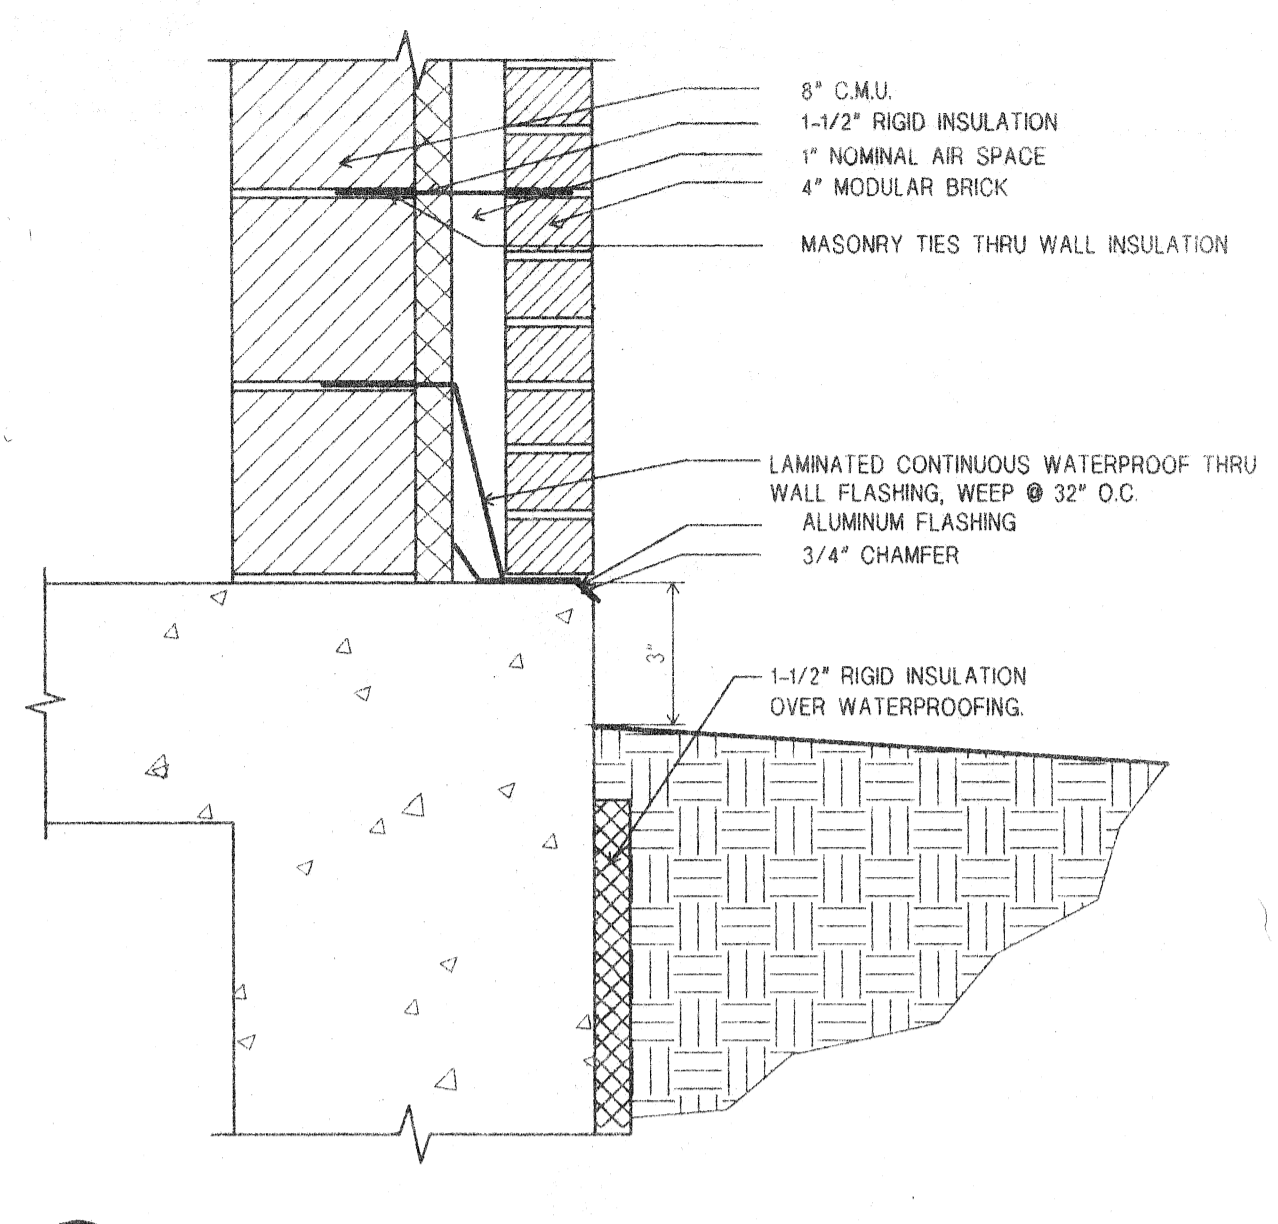 8" C.M.U.
1-1/2" RIGID INSULATION
1" NOMINAL AIR SPACE
4" MODULAR BRICK
MASONRY TIES THRU WALL INSULATION
LAMINATED CONTINUOUS WATERPROOF THRU
WALL FLASHING, WEEP @ 32" O.C.
ALUMINUM FLASHING
3/4" CHAMFER
3"
1-1/2" RIGID INSULATION
OVER WATERPROOFING.